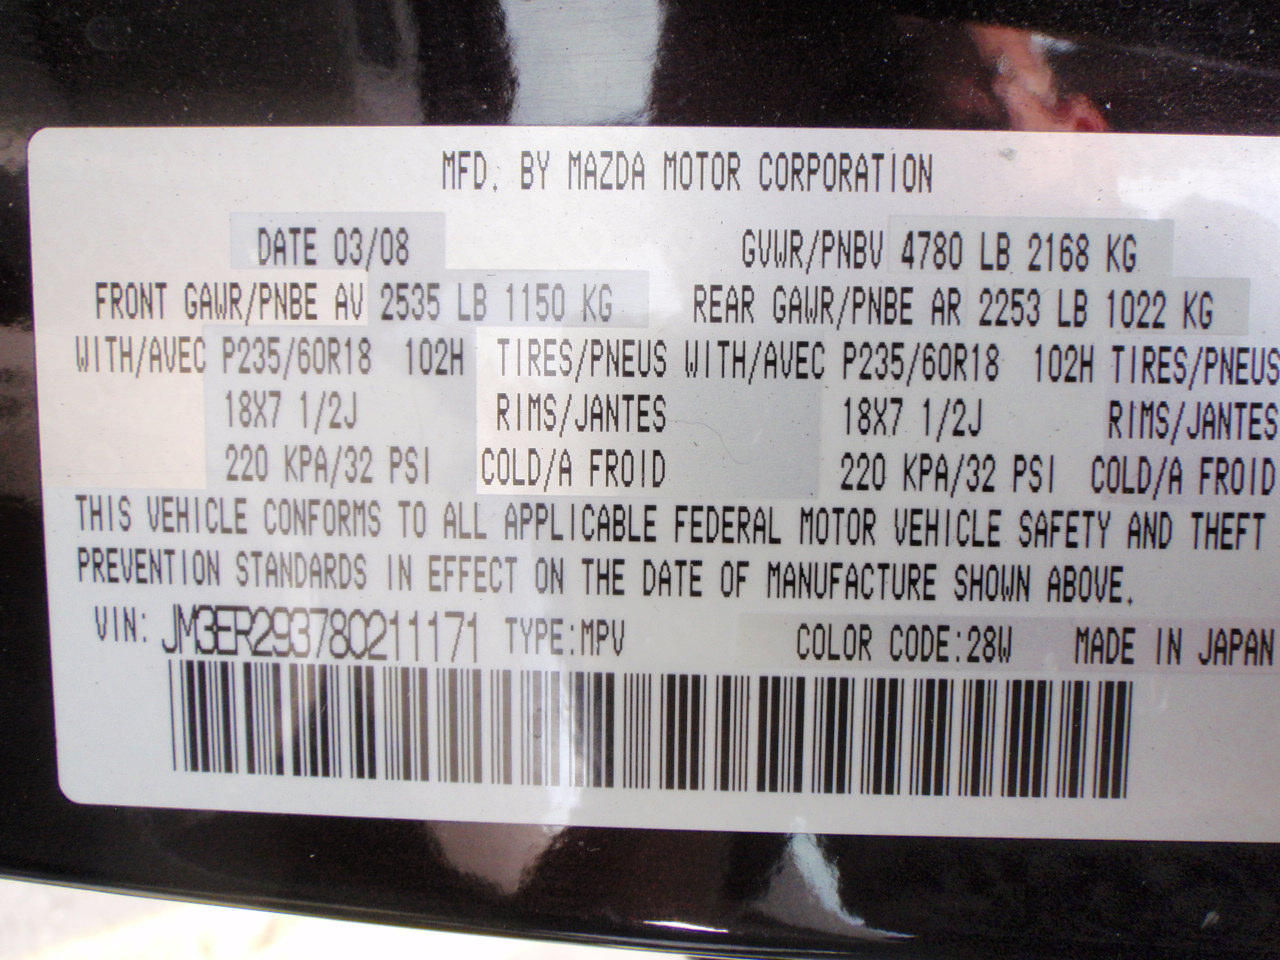 MFD. BY MAZDA MOTOR CORPORATION
DATE 03/08 GVWR/PNBV 4780 LB 2168 KG
FRONT GAWR/PNBE AV 2535 LB 1150 KG REAR GAWR/PNBE AR 2253 LB 1022 KG
WITH/AVEC P235/60R18 102H TIRES/PNEUS WITH/AVEC P235/60R18 102H TIRES/PNEUS
18X7 1/2J RIMS/JANTES 18X7 1/2J RIMS/JANTES
220 KPA/32 PSI COLD/A FROID 220 KPA/32 PSI COLD/A FROID
THIS VEHICLE CONFORMS TO ALL APPLICABLE FEDERAL MOTOR VEHICLE SAFETY AND THEFT
PREVENTION STANDARDS IN EFFECT ON THE DATE OF MANUFACTURE SHOWN ABOVE.
VIN: JM3ER293780211171 TYPE:MPV COLOR CODE:28W MADE IN JAPAN